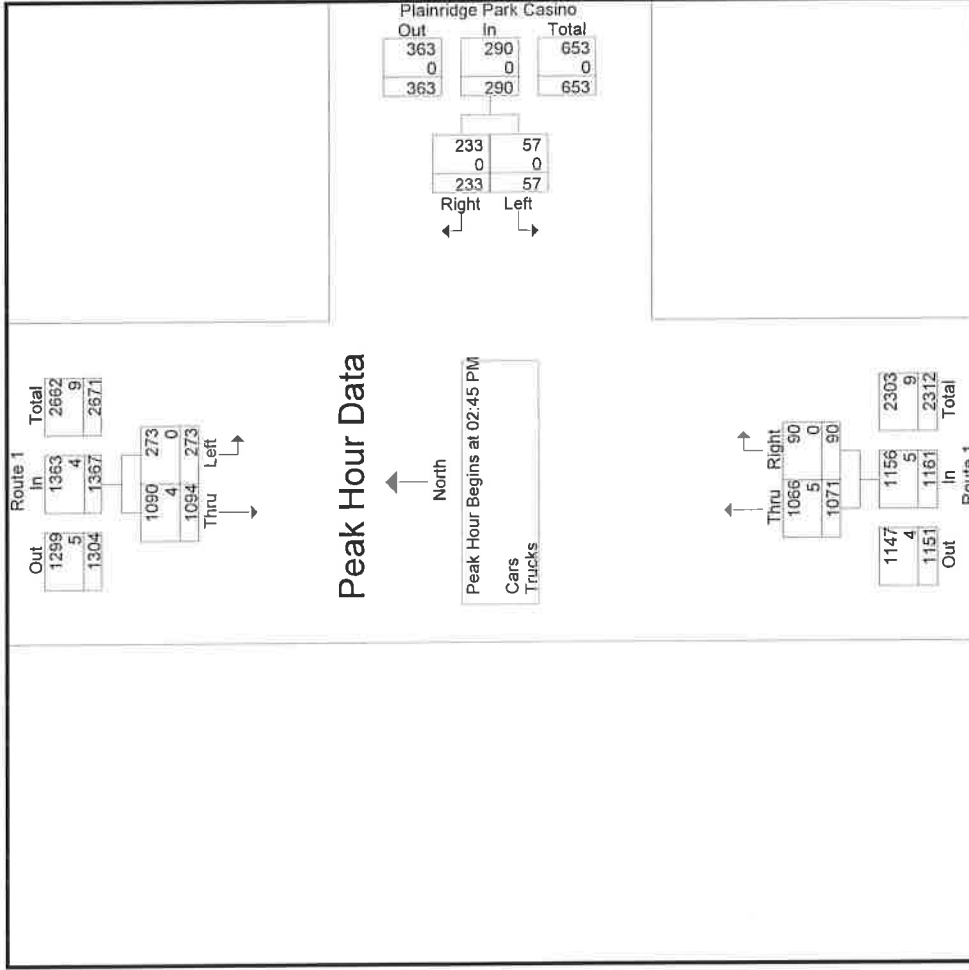 Plainridge Park Casino
Out In Total
363 290 653
0 0 0
363 290 653
233 57
0 0
233 57
Right Left
Route 1
Out In Total
1299 1363 2662
5 4 9
1304 1367 2671
1090 273
4 0
1094 273
Thru Left
Peak Hour Data
North
Peak Hour Begins at 02:45 PM
Cars
Trucks
Thru Right
1066 90
5 0
1071 90
1147 1156 2303
4 5 9
1151 1161 2312
Out In Total
Route 1